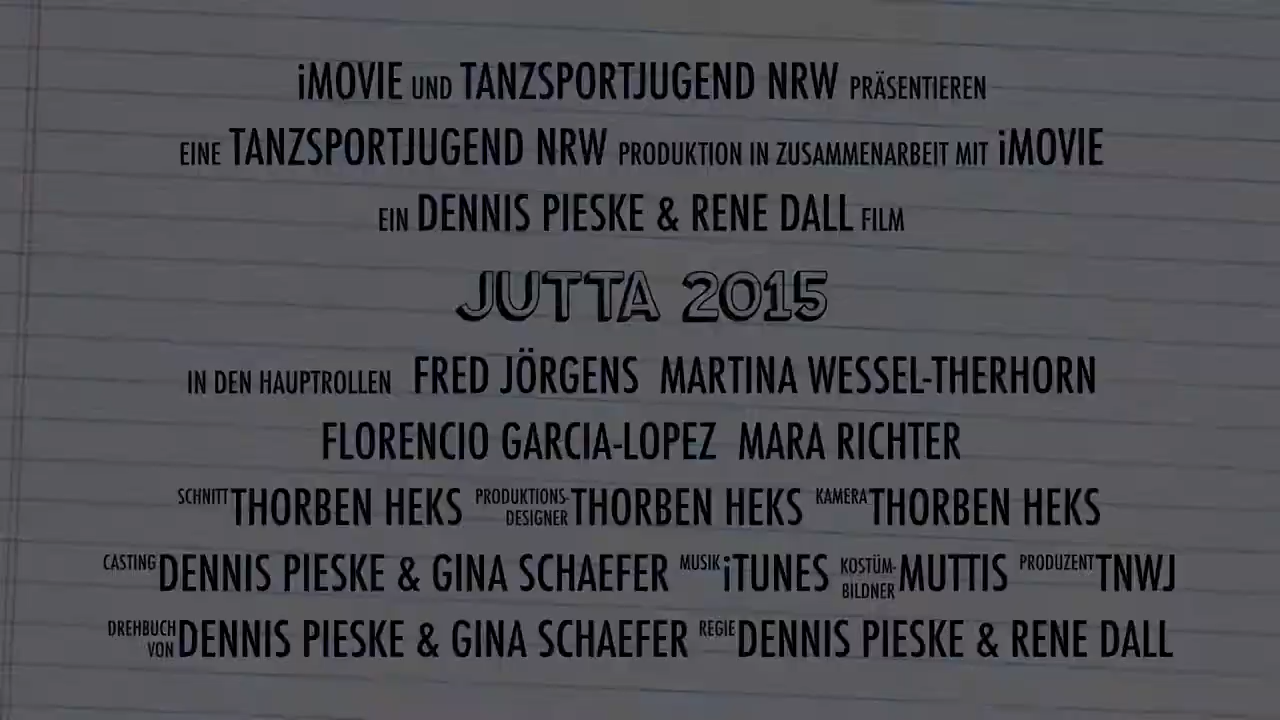 iMOVIE UND TANZSPORTJUGEND NRW PRÄSENTIEREN
EINE TANZSPORTJUGEND NRW PRODUKTION IN ZUSAMMENARBEIT MIT iMOVIE
EIN DENNIS PIESKE & RENE DALL FILM
JUTTA 2015
IN DEN HAUPTROLLEN FRED JÖRGENS MARTINA WESSEL-THERHORN
FLORENCIO GARCIA-LOPEZ MARA RICHTER
SCHNITT THORBEN HEKS PRODUKTIONS-DESIGNER THORBEN HEKS KAMERA THORBEN HEKS
CASTING DENNIS PIESKE & GINA SCHAEFER MUSIK iTUNES KOSTÜM-BILDNER MUTTIS PRODUZENT TNWJ
DREHBUCH VON DENNIS PIESKE & GINA SCHAEFER REGIE DENNIS PIESKE & RENE DALL